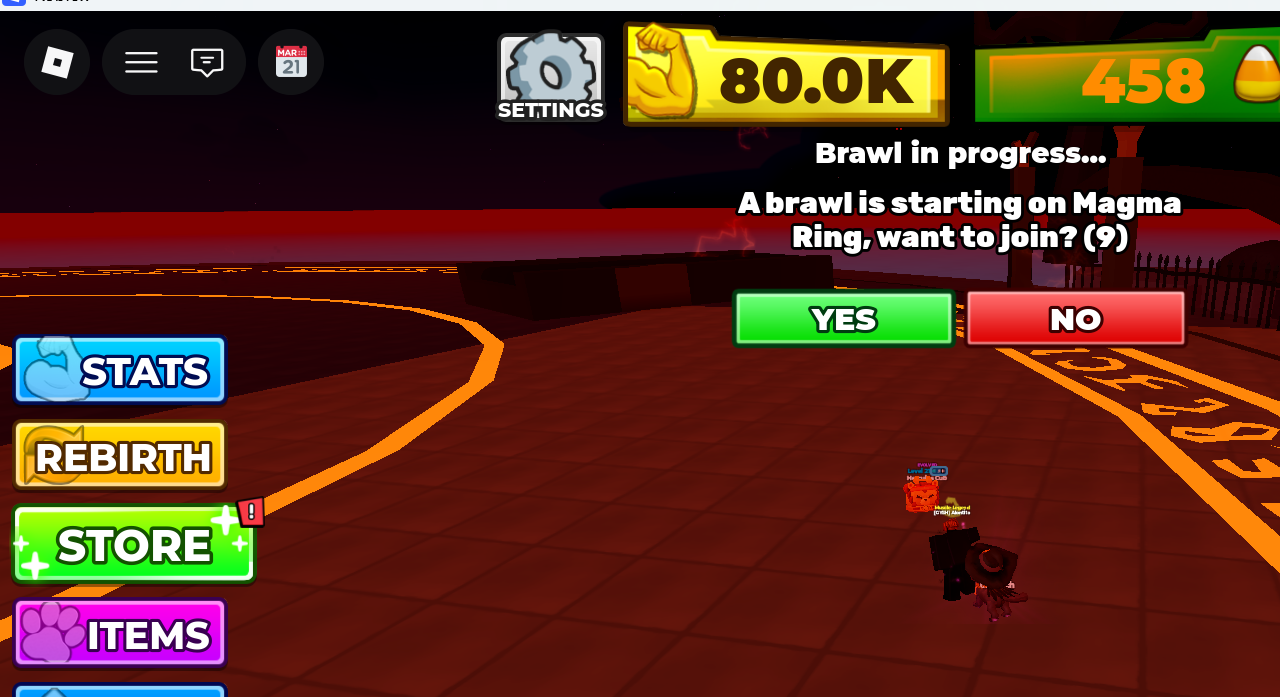 MAR
21
SETTINGS
80.0K
458
Brawl in progress...
A brawl is starting on Magma
Ring, want to join? (9)
YES
NO
STATS
REBIRTH
!
STORE
ITEMS